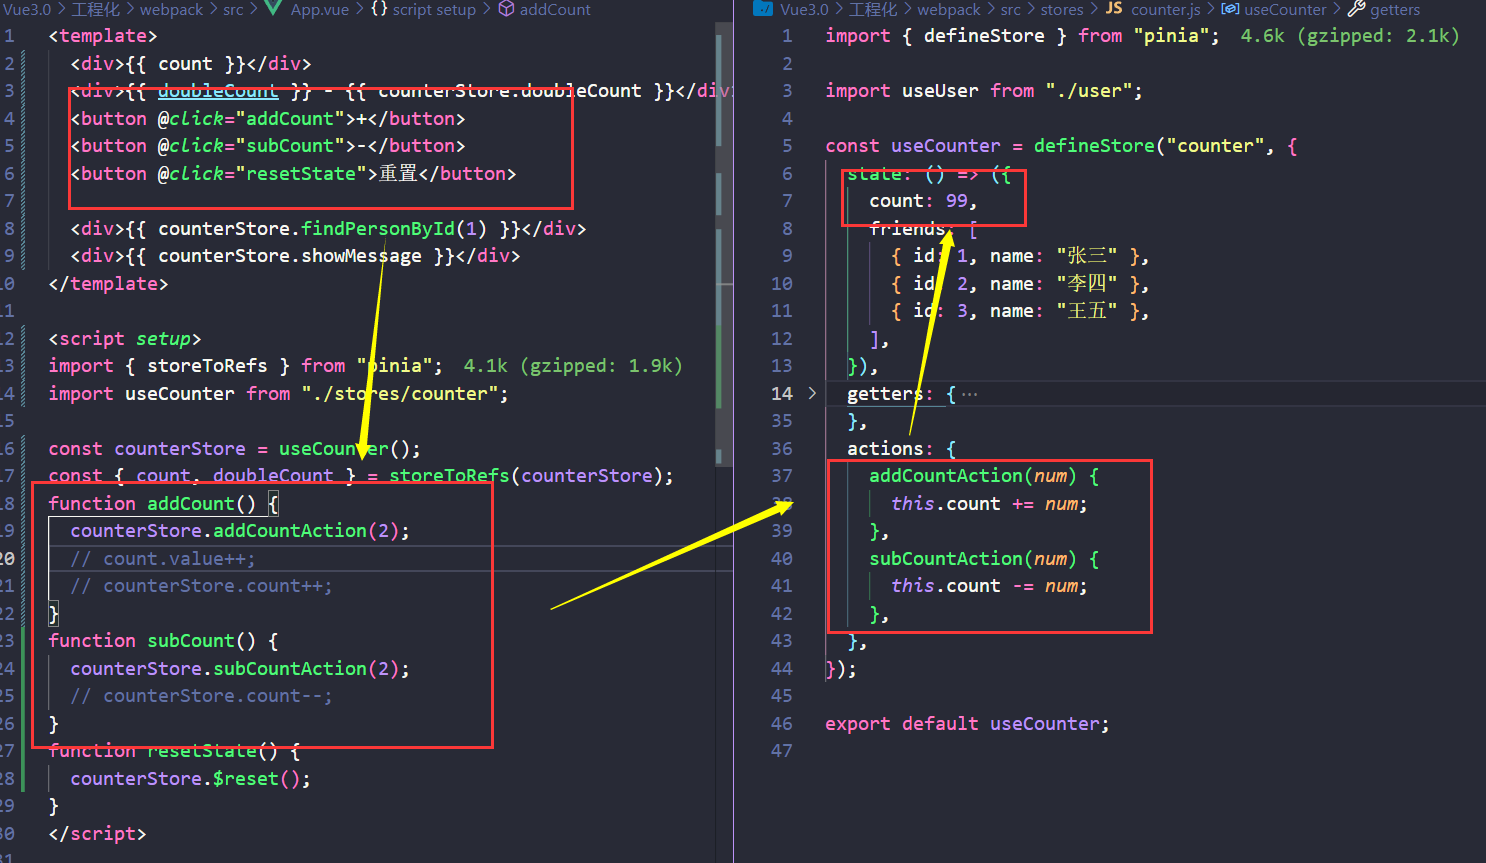 Vue3.0 > 工程化 > webpack > src > App.vue > {} script setup > addCount
1 <template>
2 <div>{{ count }}</div>
3 <div>{{ doubleCount }} - {{ counterStore.doubleCount }}</div>
4 <button @click="addCount">+</button>
5 <button @click="subCount">-</button>
6 <button @click="resetState">重置</button>
7
8 <div>{{ counterStore.findPersonById(1) }}</div>
9 <div>{{ counterStore.showMessage }}</div>
10 </template>
11
12 <script setup>
13 import { storeToRefs } from "pinia"; 4.1k (gzipped: 1.9k)
14 import useCounter from "./stores/counter";
15
16 const counterStore = useCounter();
17 const { count, doubleCount } = storeToRefs(counterStore);
18 function addCount() {
19 counterStore.addCountAction(2);
20 // count.value++;
21 // counterStore.count++;
22 }
23 function subCount() {
24 counterStore.subCountAction(2);
25 // counterStore.count--;
26 }
27 function resetState() {
28 counterStore.$reset();
29 }
30 </script>
31
Vue3.0 > 工程化 > webpack > src > stores > JS counter.js > useCounter > getters
1 import { defineStore } from "pinia"; 4.6k (gzipped: 2.1k)
2
3 import useUser from "./user";
4
5 const useCounter = defineStore("counter", {
6 state: () => ({
7 count: 99,
8 friends: [
9 { id: 1, name: "张三" },
10 { id: 2, name: "李四" },
11 { id: 3, name: "王五" },
12 ],
13 }),
14 > getters: { ···
35 },
36 actions: {
37 addCountAction(num) {
38 this.count += num;
39 },
40 subCountAction(num) {
41 this.count -= num;
42 },
43 },
44 });
45
46 export default useCounter;
47